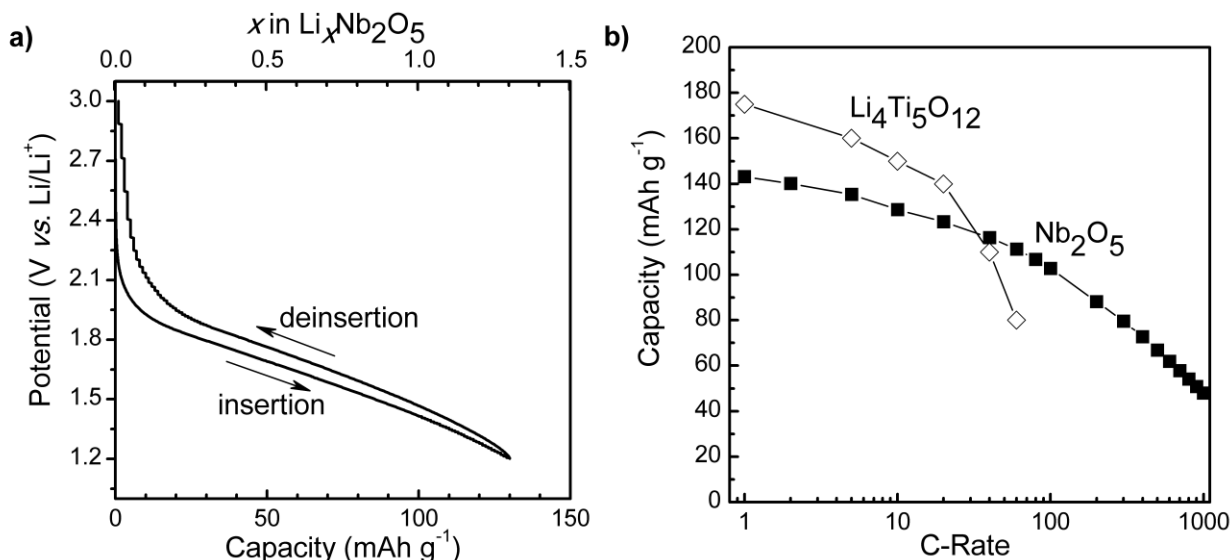 a)
x in LixNb2O5
0.0 0.5 1.0 1.5
Potential (V vs. Li/Li+
3.0
2.7
2.4
2.1
1.8
1.5
1.2
deinsertion
insertion
0 50 100 150
Capacity (mAh g-1)
b)
Capacity (mAh g-1)
200
180
160
140
120
100
80
60
40
20
0
Li4Ti5O12
Nb2O5
1 10 100 1000
C-Rate